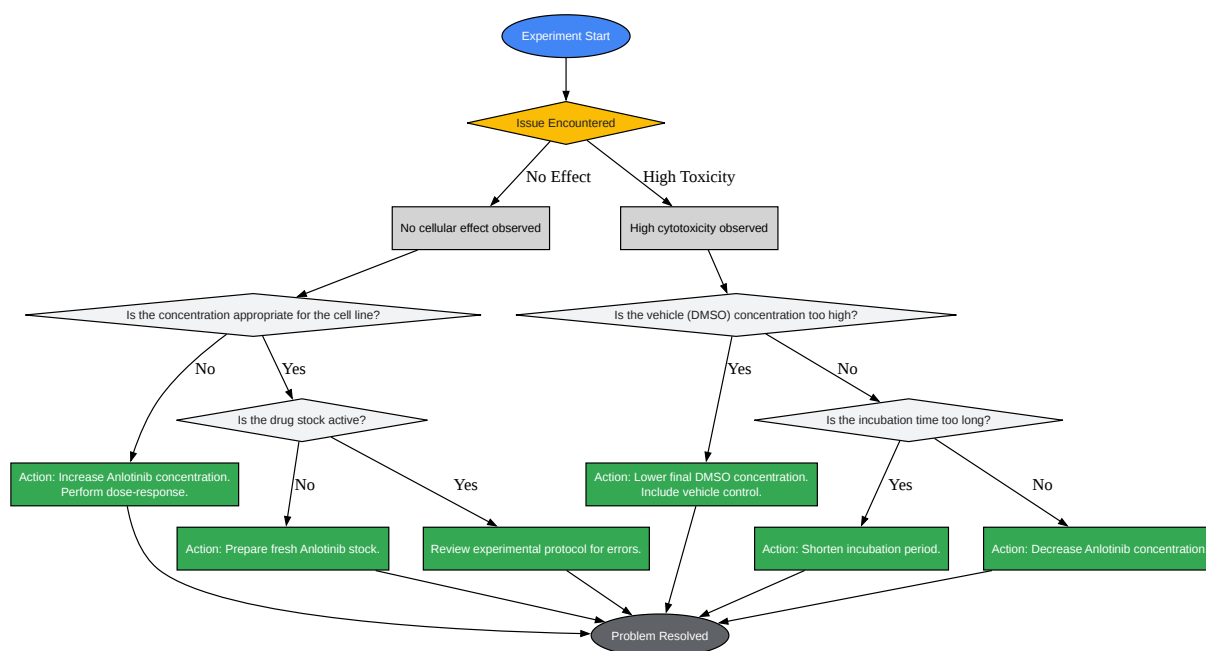 Experiment Start
Issue Encountered
No Effect
High Toxicity
No cellular effect observed
High cytotoxicity observed
Is the concentration appropriate for the cell line?
Is the vehicle (DMSO) concentration too high?
No
Yes
Yes
No
Is the drug stock active?
Is the incubation time too long?
Action: Increase Anlotinib concentration.
Perform dose-response.
No
Yes
Action: Lower final DMSO concentration.
Include vehicle control.
Yes
No
Action: Prepare fresh Anlotinib stock.
Review experimental protocol for errors.
Action: Shorten incubation period.
Action: Decrease Anlotinib concentration
Problem Resolved